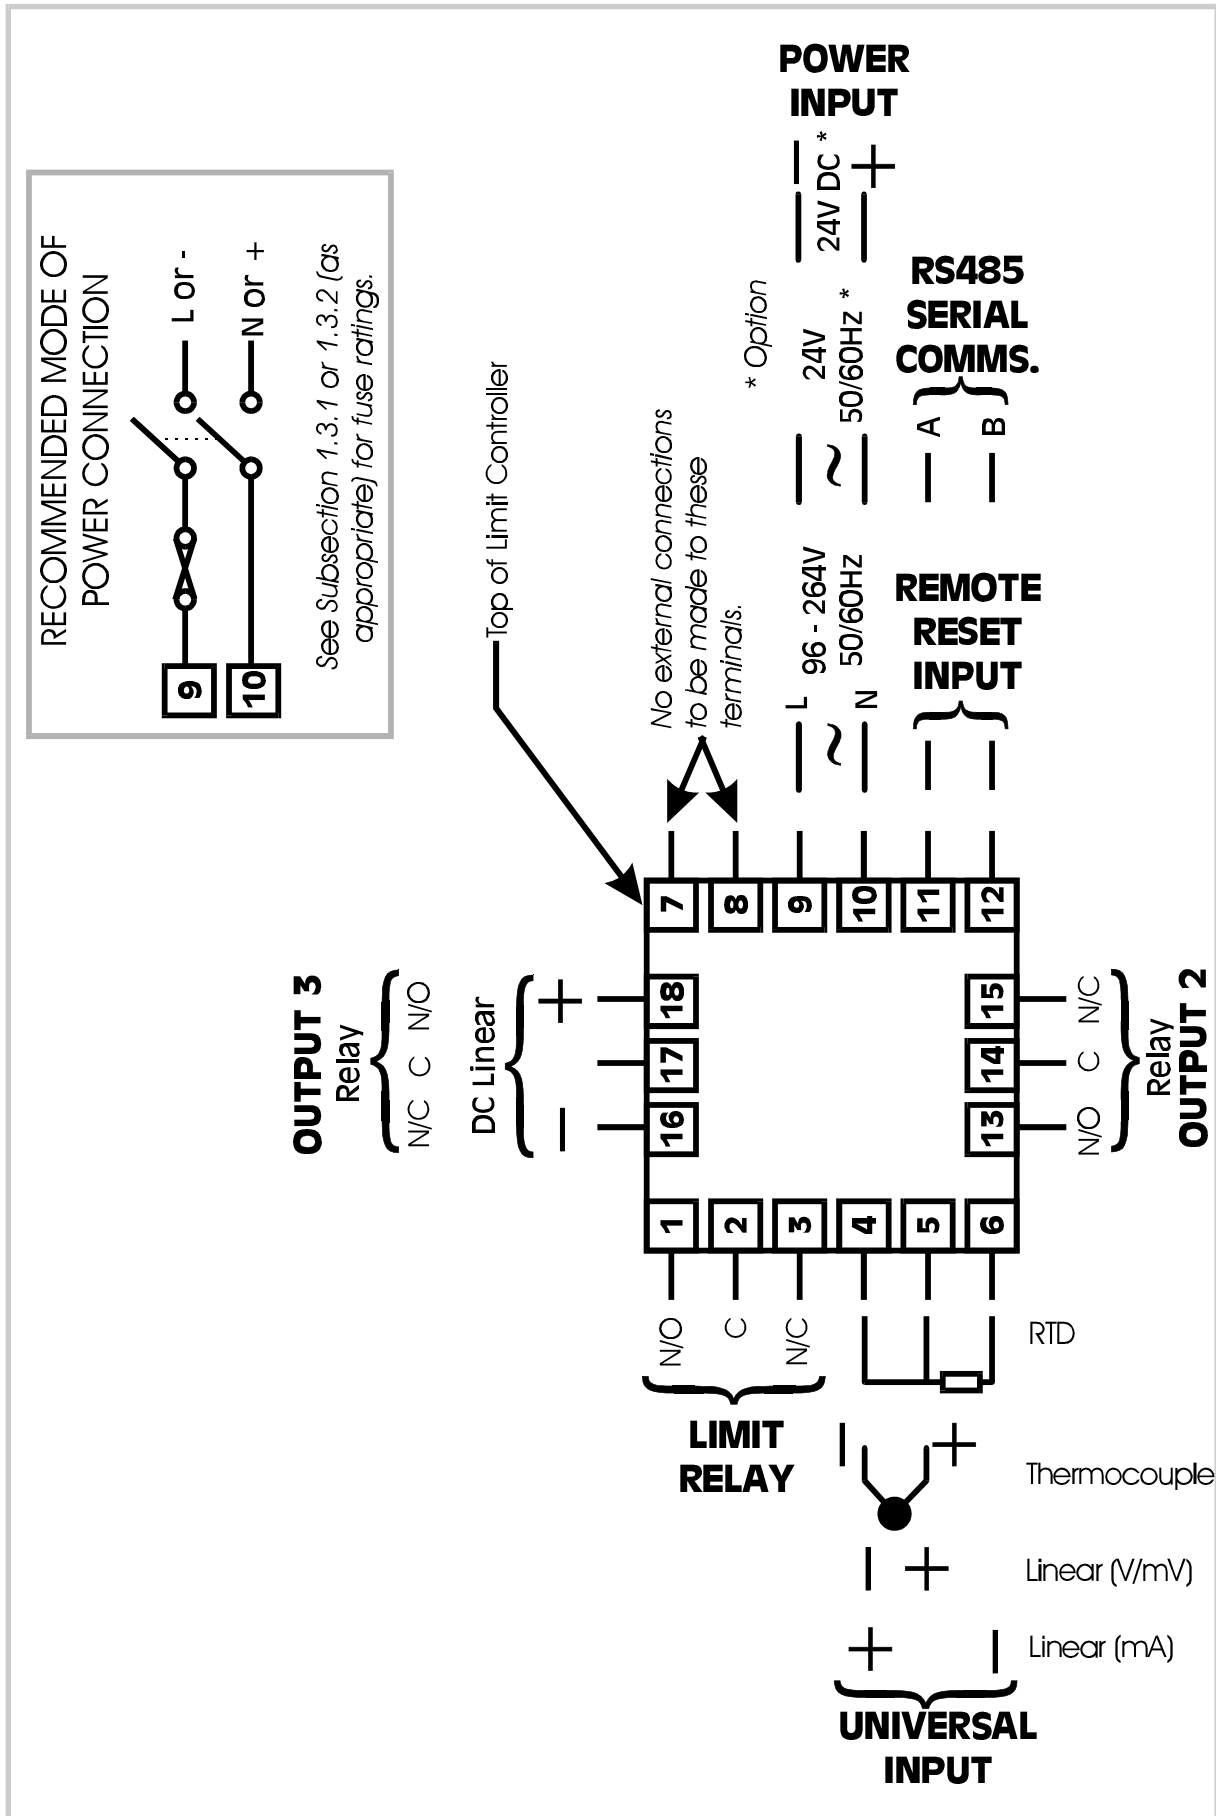 RECOMMENDED MODE OF
POWER CONNECTION
L or -
N or +
9
10
See Subsection 1.3.1 or 1.3.2 (as
appropriate) for fuse ratings.
Top of Limit Controller
No external connections
to be made to these
terminals.
* Option
POWER
INPUT
24V DC *
24V
50/60Hz *
96 - 264V
50/60Hz
L
~
N
~
RS485
SERIAL
COMMS.
A
B
REMOTE
RESET
INPUT
7
8
9
10
11
12
OUTPUT 3
Relay
N/C C N/O
DC Linear
− +
16
17
18
13
14
15
N/O C N/C
Relay
OUTPUT 2
1
2
3
4
5
6
N/O
C
N/C
LIMIT
RELAY
RTD
− +
Thermocouple
− +
Linear (V/mV)
+ −
Linear (mA)
UNIVERSAL
INPUT